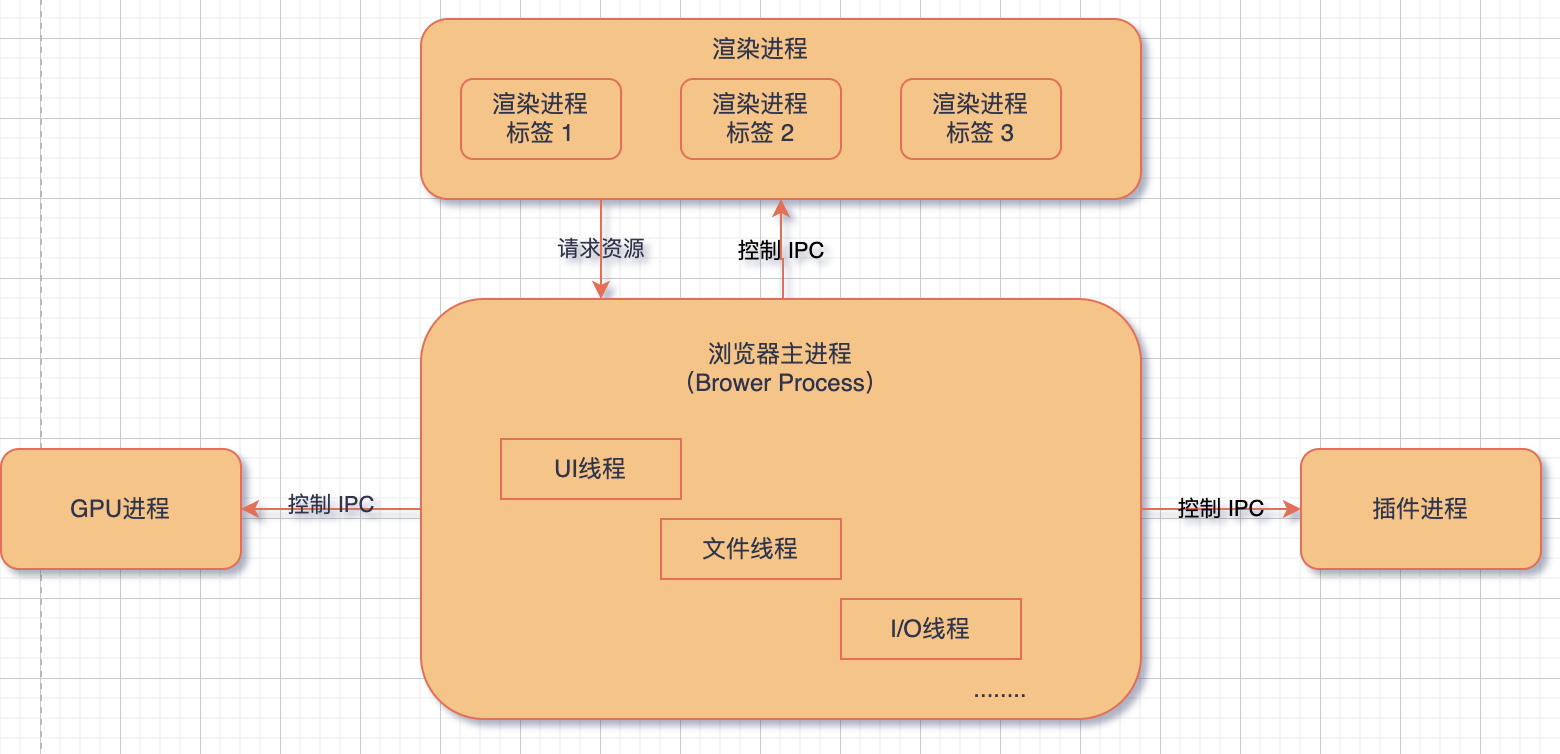 渲染进程
渲染进程
标签 1
渲染进程
标签 2
渲染进程
标签 3
请求资源
控制 IPC
浏览器主进程
（Brower Process）
UI线程
GPU进程
控制 IPC
控制 IPC
插件进程
文件线程
I/O线程
........